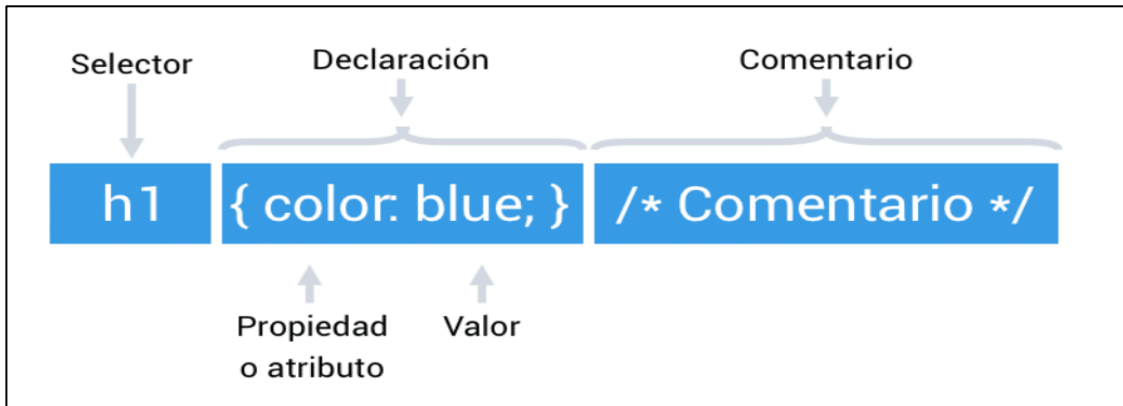 Selector Declaración Comentario
h1 { color: blue; } /* Comentario */
Propiedad Valor
o atributo